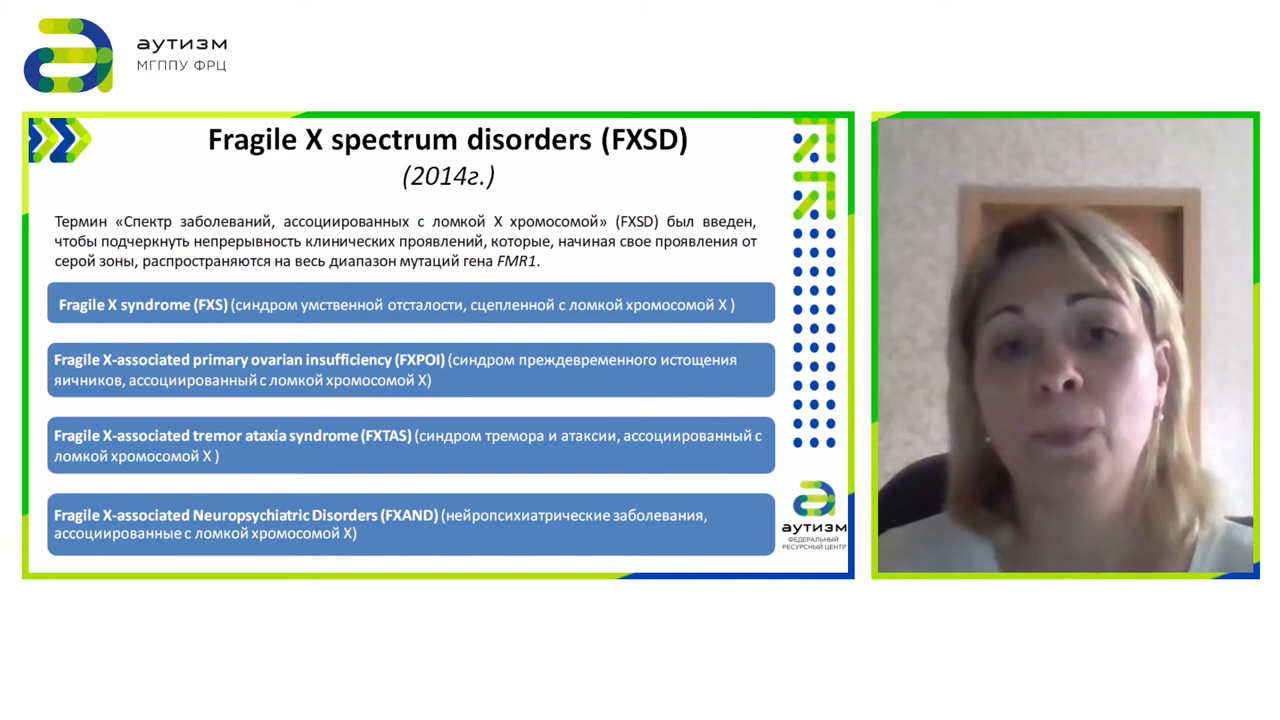 аутизм
МГППУ ФРЦ
Fragile X spectrum disorders (FXSD)
(2014г.)
Термин «Спектр заболеваний, ассоциированных с ломкой X хромосомой» (FXSD) был введен,
чтобы подчеркнуть непрерывность клинических проявлений, которые, начиная свое проявления от
серой зоны, распространяются на весь диапазон мутаций гена FMR1.
Fragile X syndrome (FXS) (синдром умственной отсталости, сцепленной с ломкой хромосомой X )
Fragile X-associated primary ovarian insufficiency (FXPOI) (синдром преждевременного истощения
яичников, ассоциированный с ломкой хромосомой X)
Fragile X-associated tremor ataxia syndrome (FXTAS) (синдром тремора и атаксии, ассоциированный с
ломкой хромосомой X )
Fragile X-associated Neuropsychiatric Disorders (FXAND) (нейропсихиатрические заболевания,
ассоциированные с ломкой хромосомой X)
аутизм
ФЕДЕРАЛЬНЫЙ
РЕСУРСНЫЙ ЦЕНТР